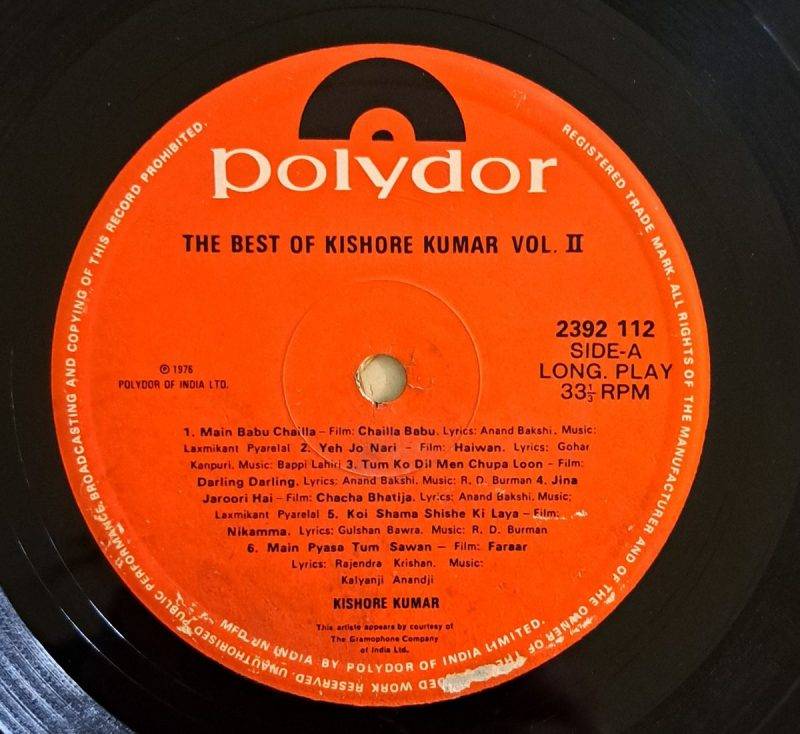 polydor
THE BEST OF KISHORE KUMAR VOL. II
2392 112
SIDE-A
LONG. PLAY
33⅓ RPM
℗ 1976
POLYDOR OF INDIA LTD.
1. Main Babu Chailla – Film: Chailla Babu. Lyrics: Anand Bakshi. Music:
Laxmikant Pyarelal 2. Yeh Jo Nari – Film: Haiwan. Lyrics: Gohar
Kanpuri. Music: Bappi Lahiri 3. Tum Ko Dil Men Chupa Loon – Film:
Darling Darling. Lyrics: Anand Bakshi. Music: R. D. Burman 4. Jina
Jaroori Hai – Film: Chacha Bhatija. Lyrics: Anand Bakshi. Music:
Laxmikant Pyarelal 5. Koi Shama Shishe Ki Laya – Film:
Nikamma. Lyrics: Gulshan Bawra. Music: R. D. Burman
6. Main Pyasa Tum Sawan – Film: Faraar
Lyrics: Rajendra Krishan. Music:
Kalyanji Anandji
KISHORE KUMAR
This artiste appears by courtesy of
The Gramophone Company
of India Ltd.
MFD IN INDIA BY POLYDOR OF INDIA LIMITED.
REGISTERED TRADE MARK. ALL RIGHTS OF THE MANUFACTURER AND OF THE OWNER OF THE DED WORK RESERVED. UNAUTHORISED PUBLIC PERFORMANCE, BROADCASTING AND COPYING OF THIS RECORD PROHIBITED.